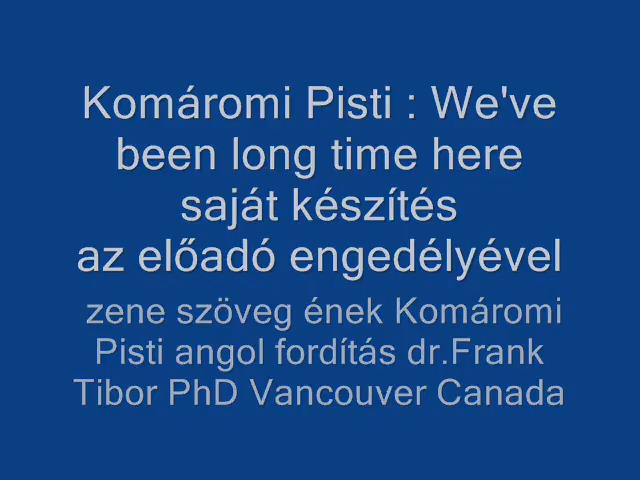 Komáromi Pisti : We've
been long time here
saját készítés
az előadó engedélyével
zene szöveg ének Komáromi
Pisti angol fordítás dr.Frank
Tibor PhD Vancouver Canada